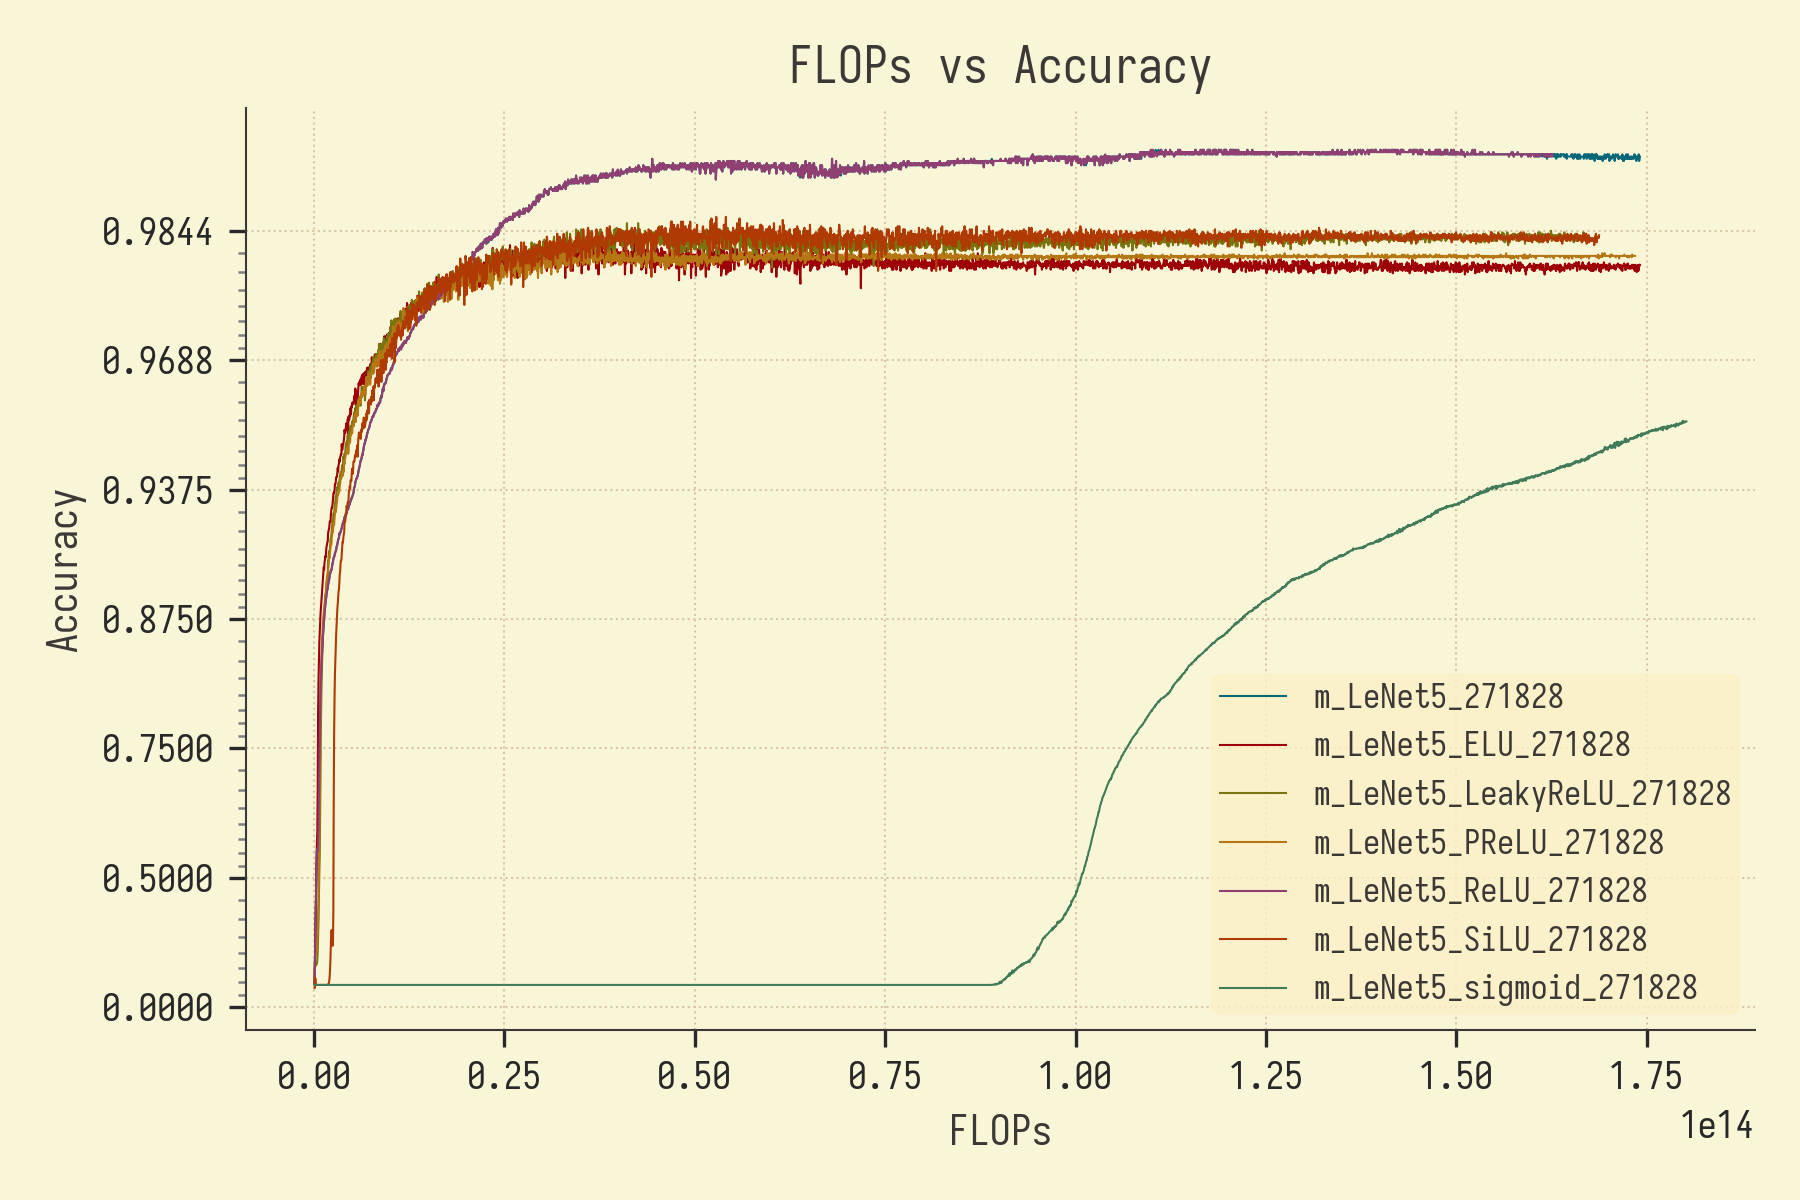 FLOPs vs Accuracy
Accuracy
0.9844
0.9688
0.9375
0.8750
0.7500
0.5000
0.0000
m_LeNet5_271828
m_LeNet5_ELU_271828
m_LeNet5_LeakyReLU_271828
m_LeNet5_PReLU_271828
m_LeNet5_ReLU_271828
m_LeNet5_SiLU_271828
m_LeNet5_sigmoid_271828
0.00 0.25 0.50 0.75 1.00 1.25 1.50 1.75
1e14
FLOPs